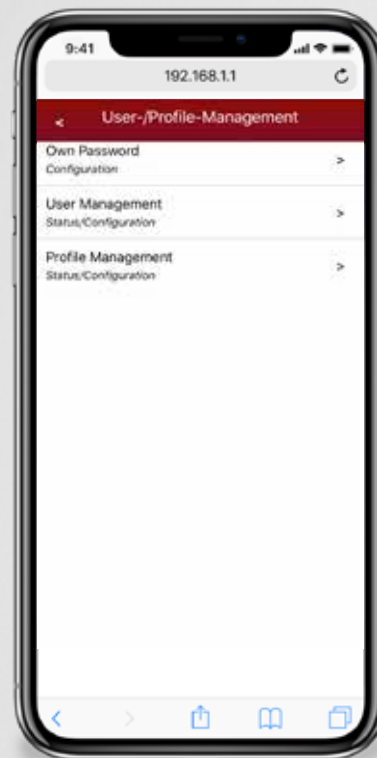 9:41
192.168.1.1
< User-/Profile-Management
Own Password
Configuration
>
User Management
Status/Configuration
>
Profile Management
Status/Configuration
>